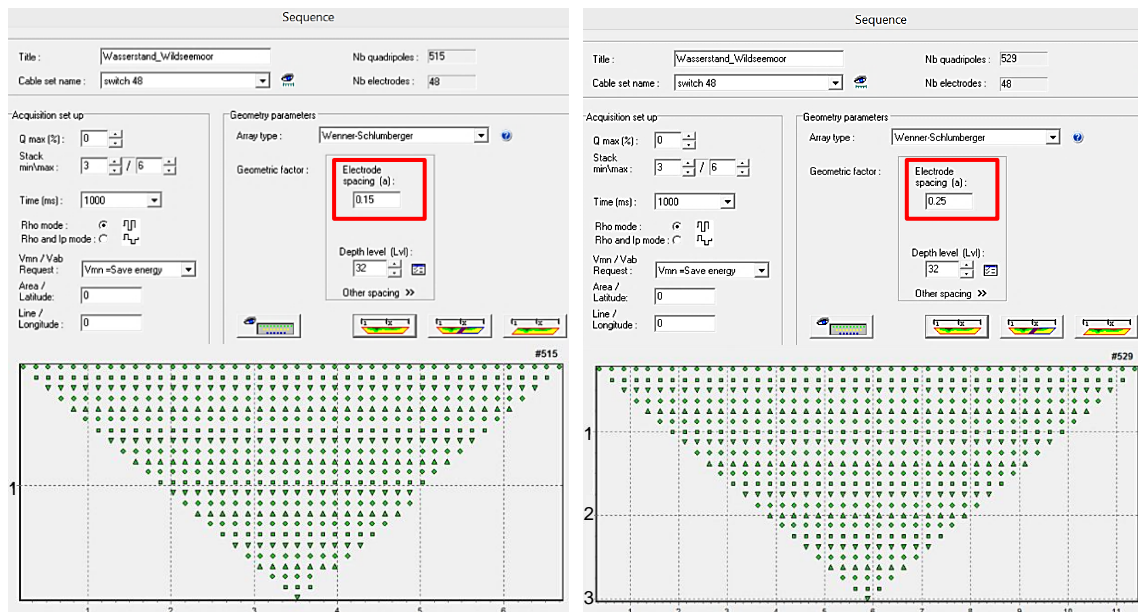 Sequence
Title : Wasserstand_Wildseemoor Nb quadripoles : 515
Cable set name : switch 48 Nb electrodes : 48
Acquisition set up
Q max (%) : 0
Stack
min\max : 3 / 6
Time (ms) : 1000
Rho mode :
Rho and Ip mode :
Vmn / Vab
Request : Vmn =Save energy
Area /
Latitude: 0
Line /
Longitude : 0
Geometry parameters
Array type : Wenner-Schlumberger
Geometric factor :
Electrode
spacing (a) :
0.15
Depth level (Lvl) :
32
Other spacing >>
#515
1
1 2 3 4 5 6
Sequence
Title : Wasserstand_Wildseemoor Nb quadripoles : 529
Cable set name : switch 48 Nb electrodes : 48
Acquisition set up
Q max (%) : 0
Stack
min\max : 3 / 6
Time (ms) : 1000
Rho mode :
Rho and Ip mode :
Vmn / Vab
Request : Vmn =Save energy
Area /
Latitude: 0
Line /
Longitude : 0
Geometry parameters
Array type : Wenner-Schlumberger
Geometric factor :
Electrode
spacing (a) :
0.25
Depth level (Lvl) :
32
Other spacing >>
#529
1
2
3
1 2 3 4 5 6 7 8 9 10 11